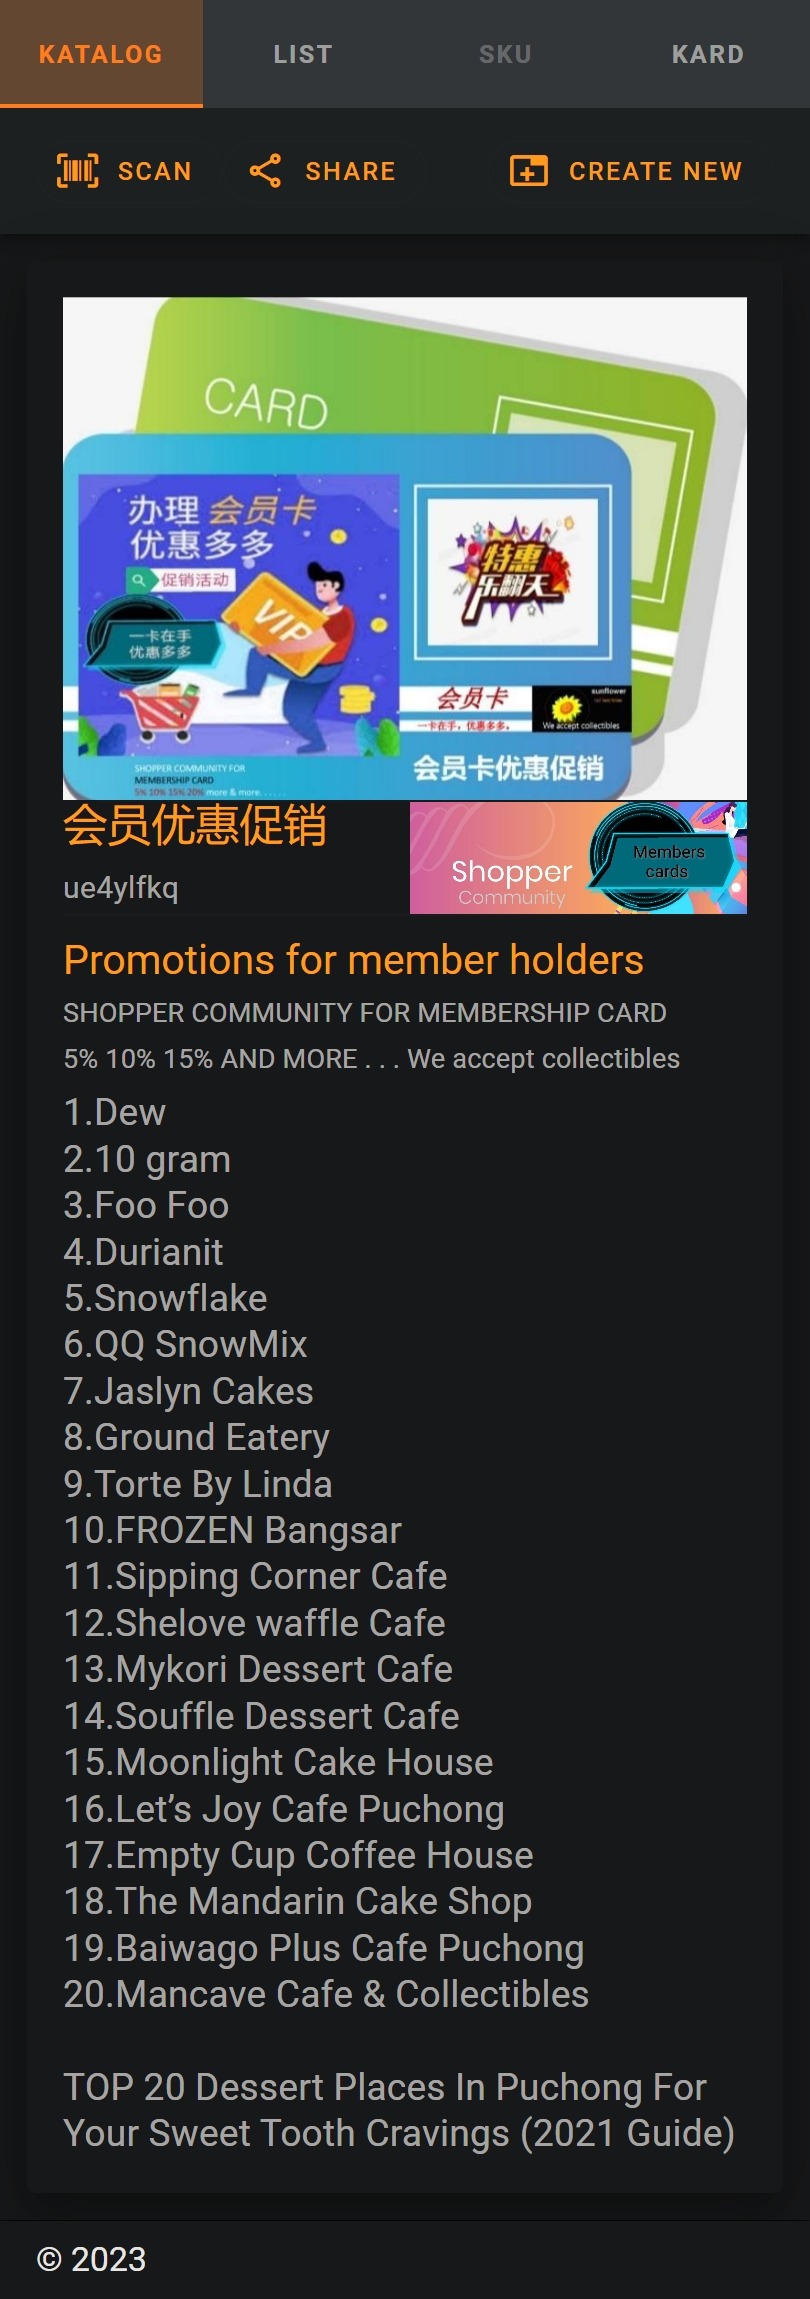 KATALOG
LIST
SKU
KARD
SCAN
SHARE
CREATE NEW
CARD
办理 会员卡
优惠多多
促销活动
VIP
一卡在手
优惠多多
特惠
乐翻天
会员卡
一卡在手，优惠多多。
sunflower
We accept collectibles
会员卡优惠促销
SHOPPER COMMUNITY FOR
MEMBERSHIP CARD
5% 10% 15% 20% more & more. . . . . .
会员优惠促销
ue4ylfkq
Shopper
Community
Members
cards
Promotions for member holders
SHOPPER COMMUNITY FOR MEMBERSHIP CARD
5% 10% 15% AND MORE . . . We accept collectibles
1.Dew
2.10 gram
3.Foo Foo
4.Durianit
5.Snowflake
6.QQ SnowMix
7.Jaslyn Cakes
8.Ground Eatery
9.Torte By Linda
10.FROZEN Bangsar
11.Sipping Corner Cafe
12.Shelove waffle Cafe
13.Mykori Dessert Cafe
14.Souffle Dessert Cafe
15.Moonlight Cake House
16.Let’s Joy Cafe Puchong
17.Empty Cup Coffee House
18.The Mandarin Cake Shop
19.Baiwago Plus Cafe Puchong
20.Mancave Cafe & Collectibles
TOP 20 Dessert Places In Puchong For
Your Sweet Tooth Cravings (2021 Guide)
© 2023